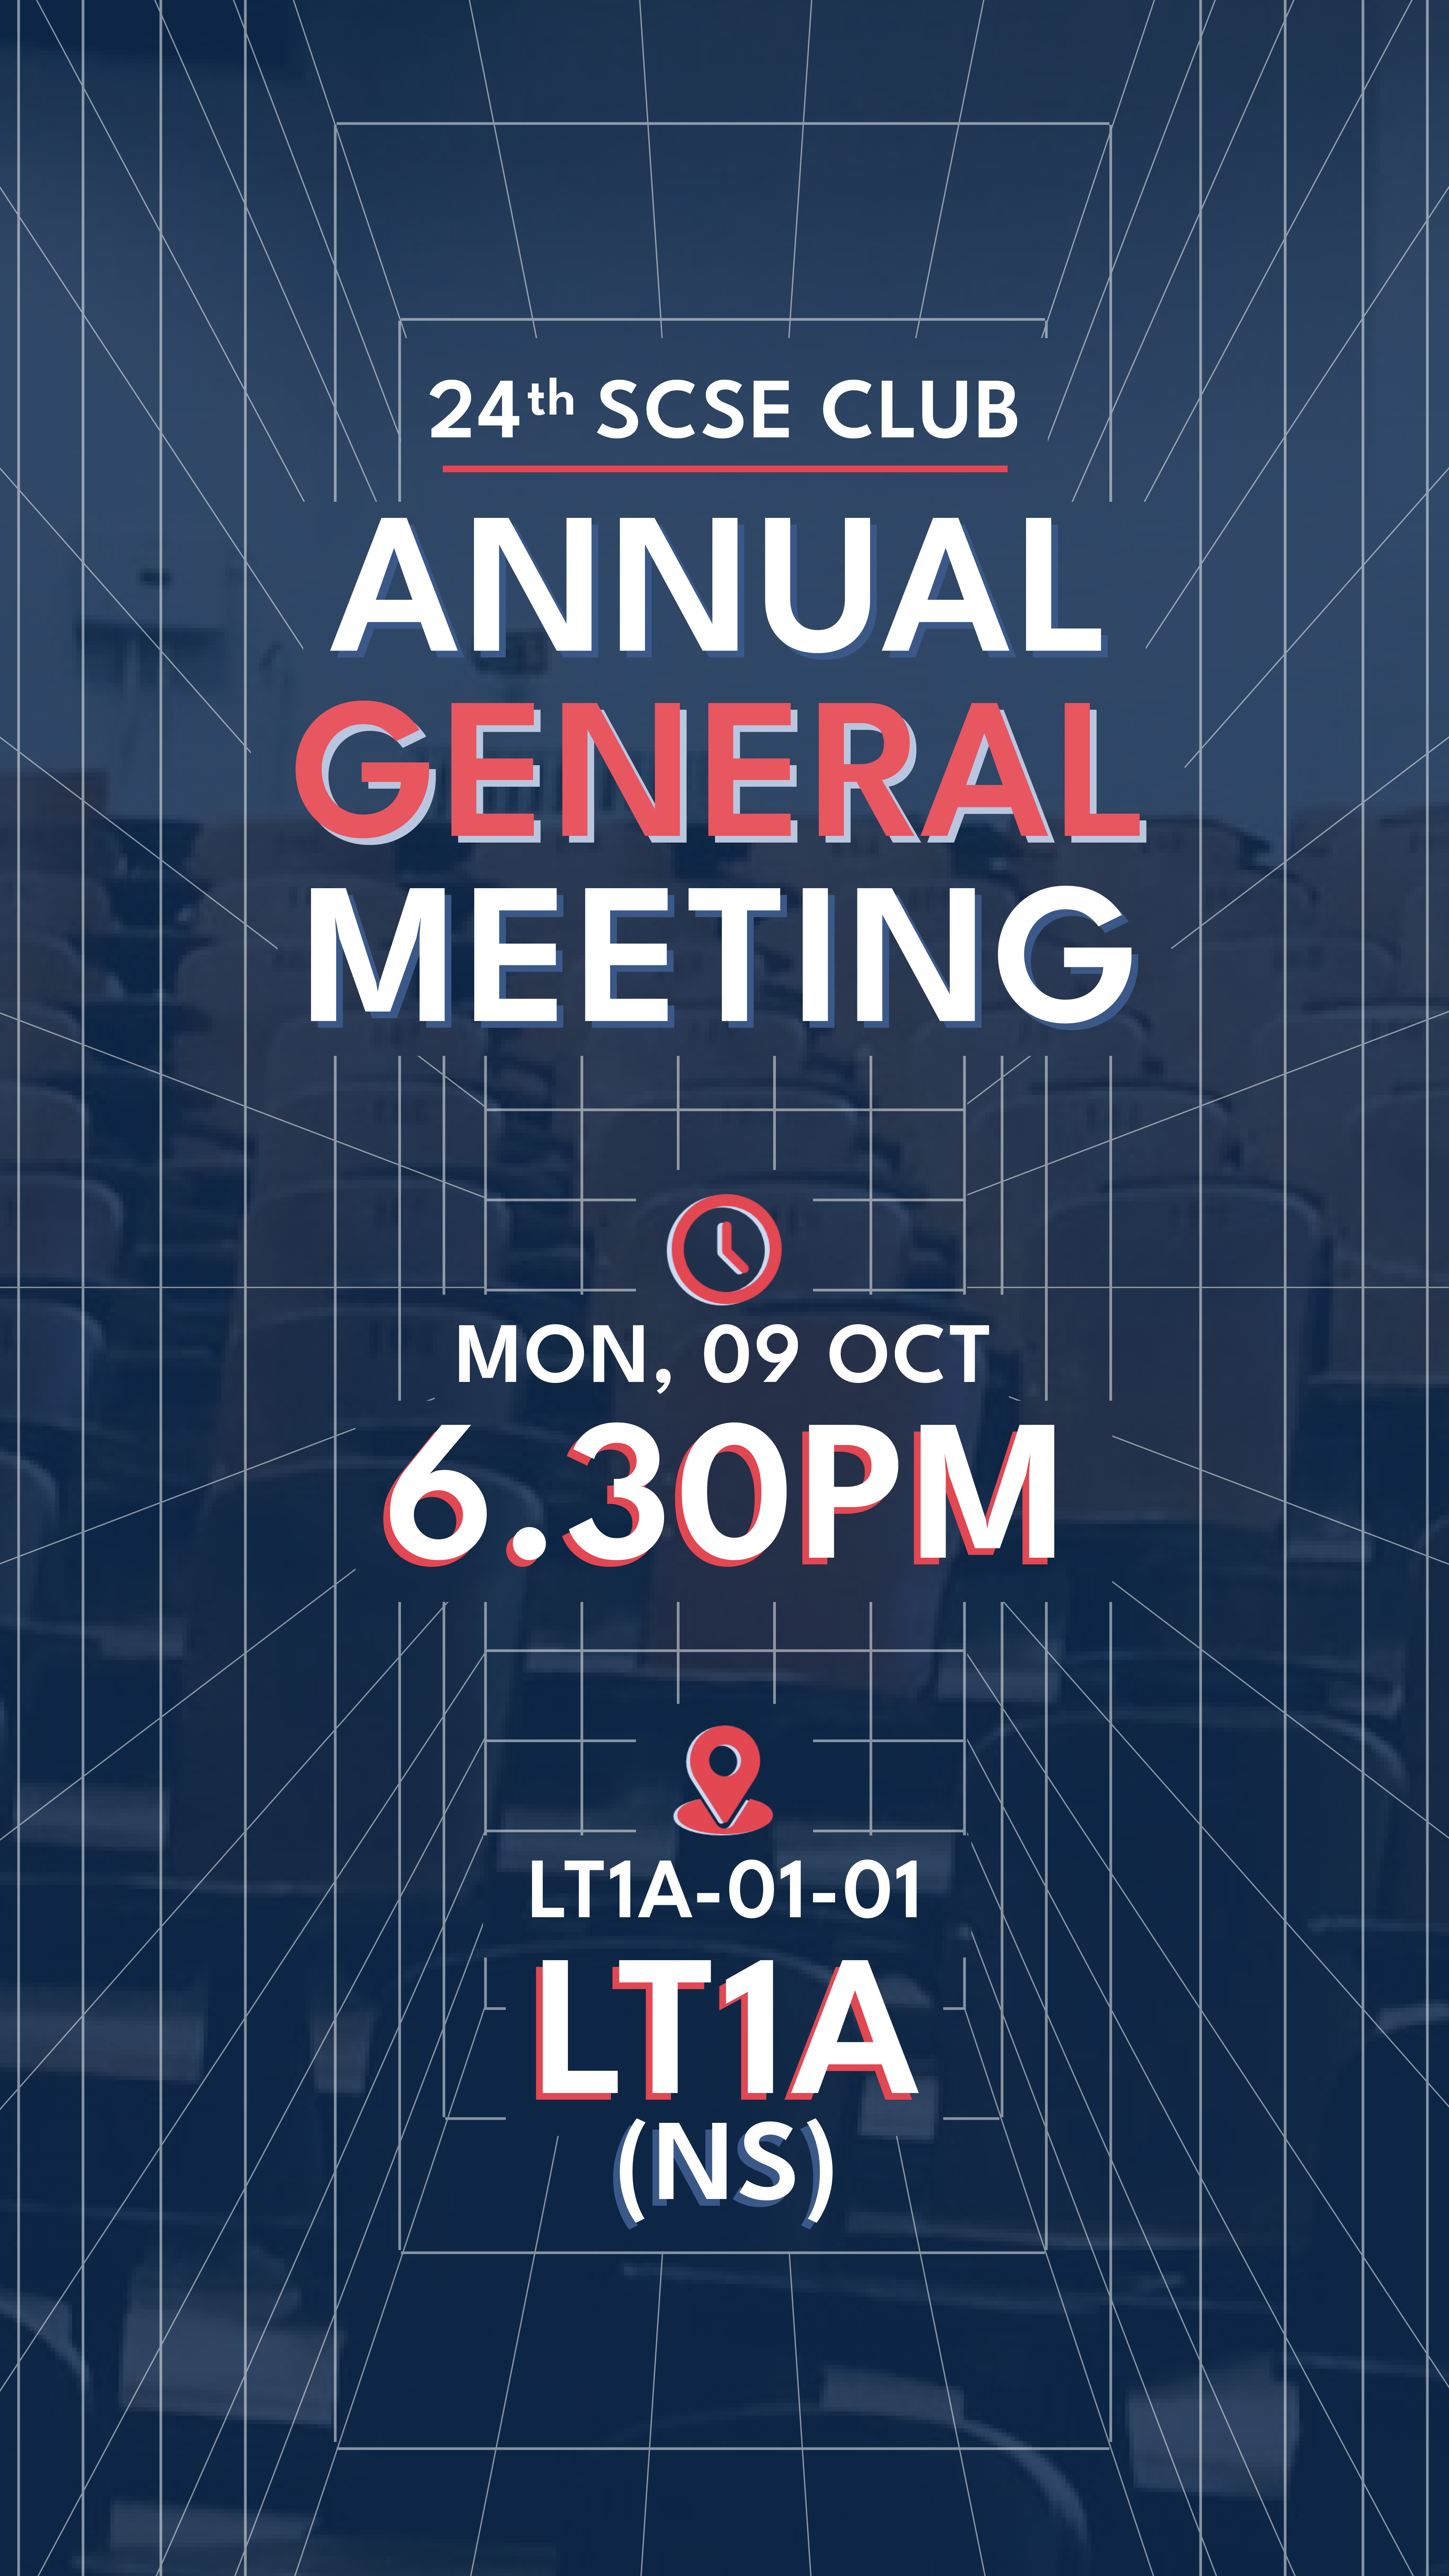 24th SCSE CLUB
ANNUAL
GENERAL
MEETING
MON, 09 OCT
6.30PM
LT1A-01-01
LT1A
(NS)